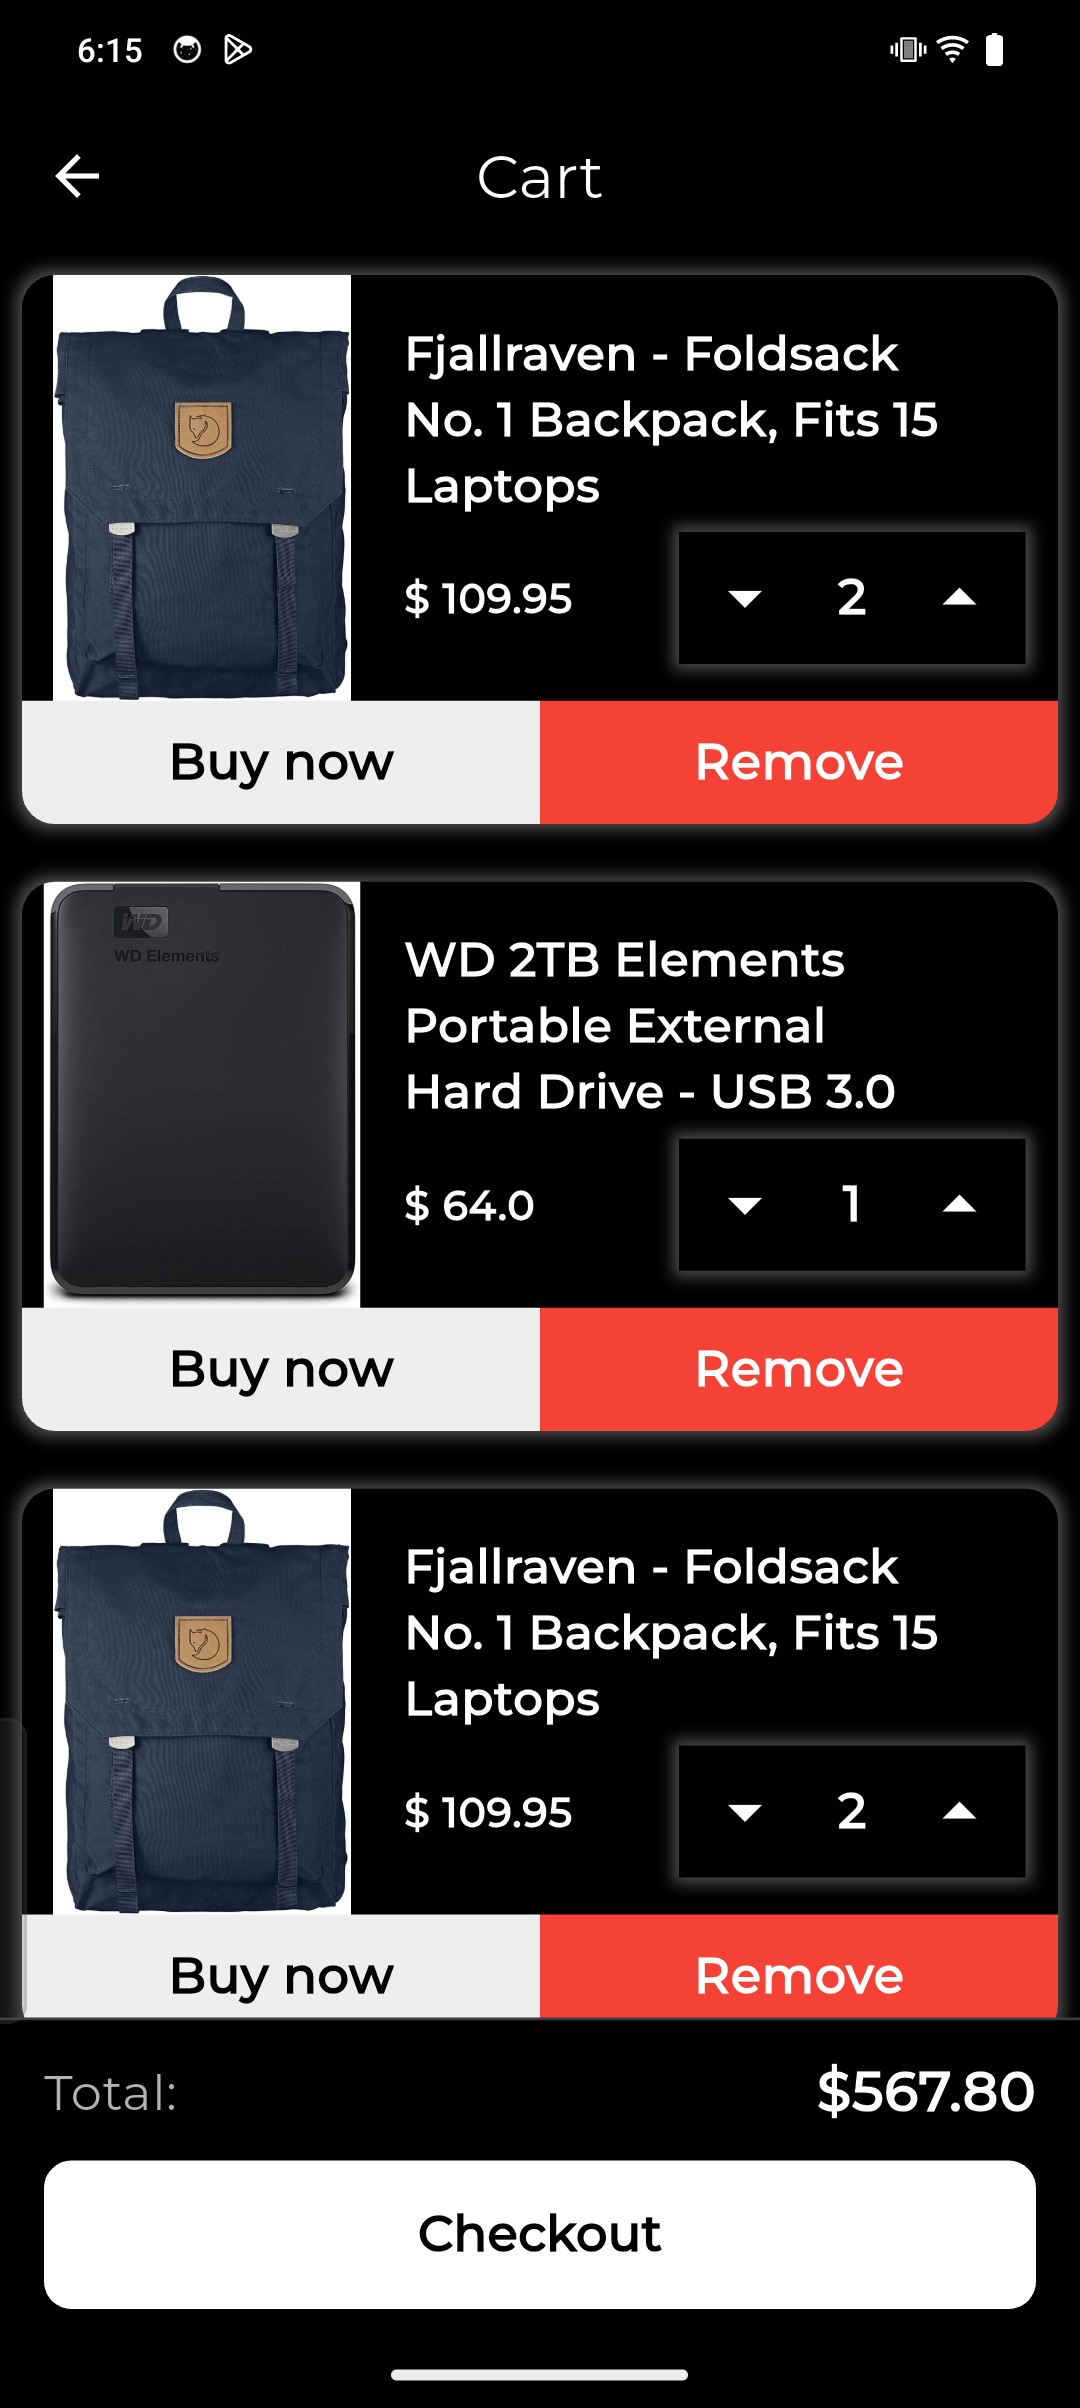 6:15
Cart
Fjallraven - Foldsack
No. 1 Backpack, Fits 15
Laptops
$ 109.95
2
Buy now
Remove
WD
WD Elements
WD 2TB Elements
Portable External
Hard Drive - USB 3.0
$ 64.0
1
Buy now
Remove
Fjallraven - Foldsack
No. 1 Backpack, Fits 15
Laptops
$ 109.95
2
Buy now
Remove
Total:
$567.80
Checkout